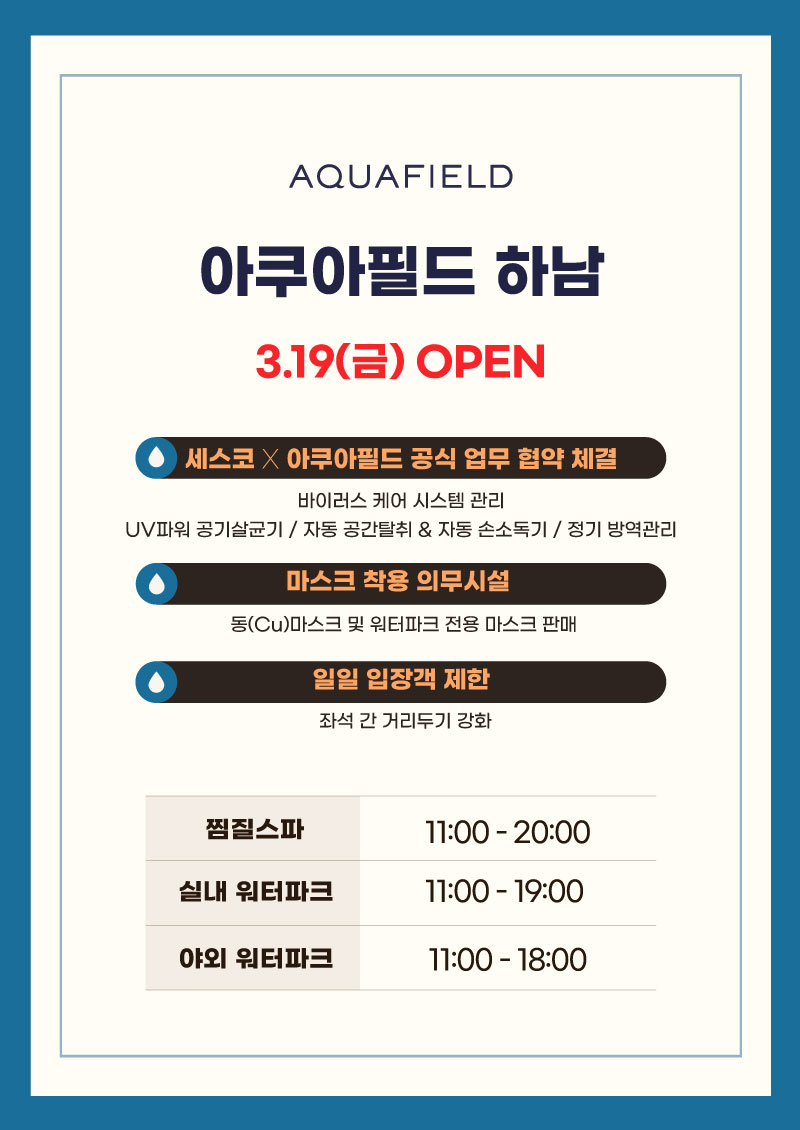 AQUAFIELD
아쿠아필드 하남
3.19(금) OPEN
세스코 X 아쿠아필드 공식 업무 협약 체결
바이러스 케어 시스템 관리
UV파워 공기살균기 / 자동 공간탈취 & 자동 손소독기 / 정기 방역관리
마스크 착용 의무시설
동(Cu)마스크 및 워터파크 전용 마스크 판매
일일 입장객 제한
좌석 간 거리두기 강화
찜질스파 11:00 - 20:00
실내 워터파크 11:00 - 19:00
야외 워터파크 11:00 - 18:00